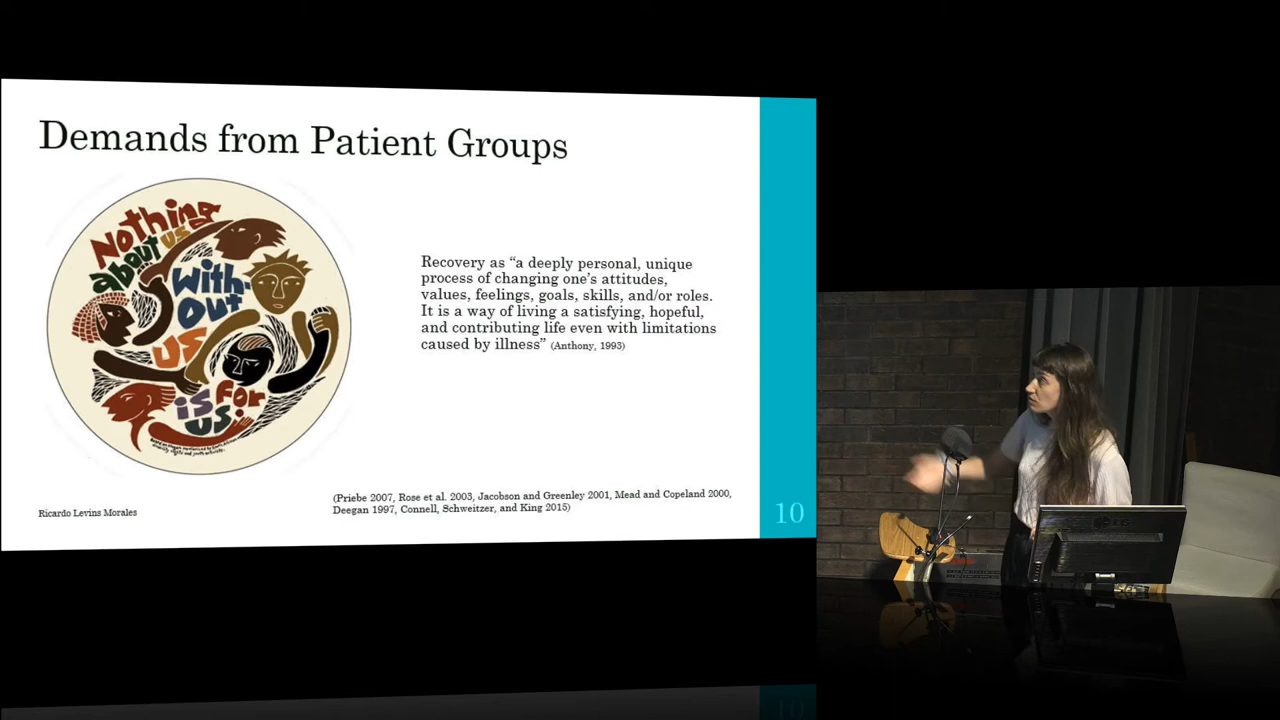 Demands from Patient Groups
Nothing
about us
with-
out
us
is for
us
Recovery as “a deeply personal, unique
process of changing one’s attitudes,
values, feelings, goals, skills, and/or roles.
It is a way of living a satisfying, hopeful,
and contributing life even with limitations
caused by illness” (Anthony, 1993)
(Priebe 2007, Rose et al. 2003, Jacobson and Greenley 2001, Mead and Copeland 2000,
Deegan 1997, Connell, Schweitzer, and King 2015)
Ricardo Levins Morales
10
LG